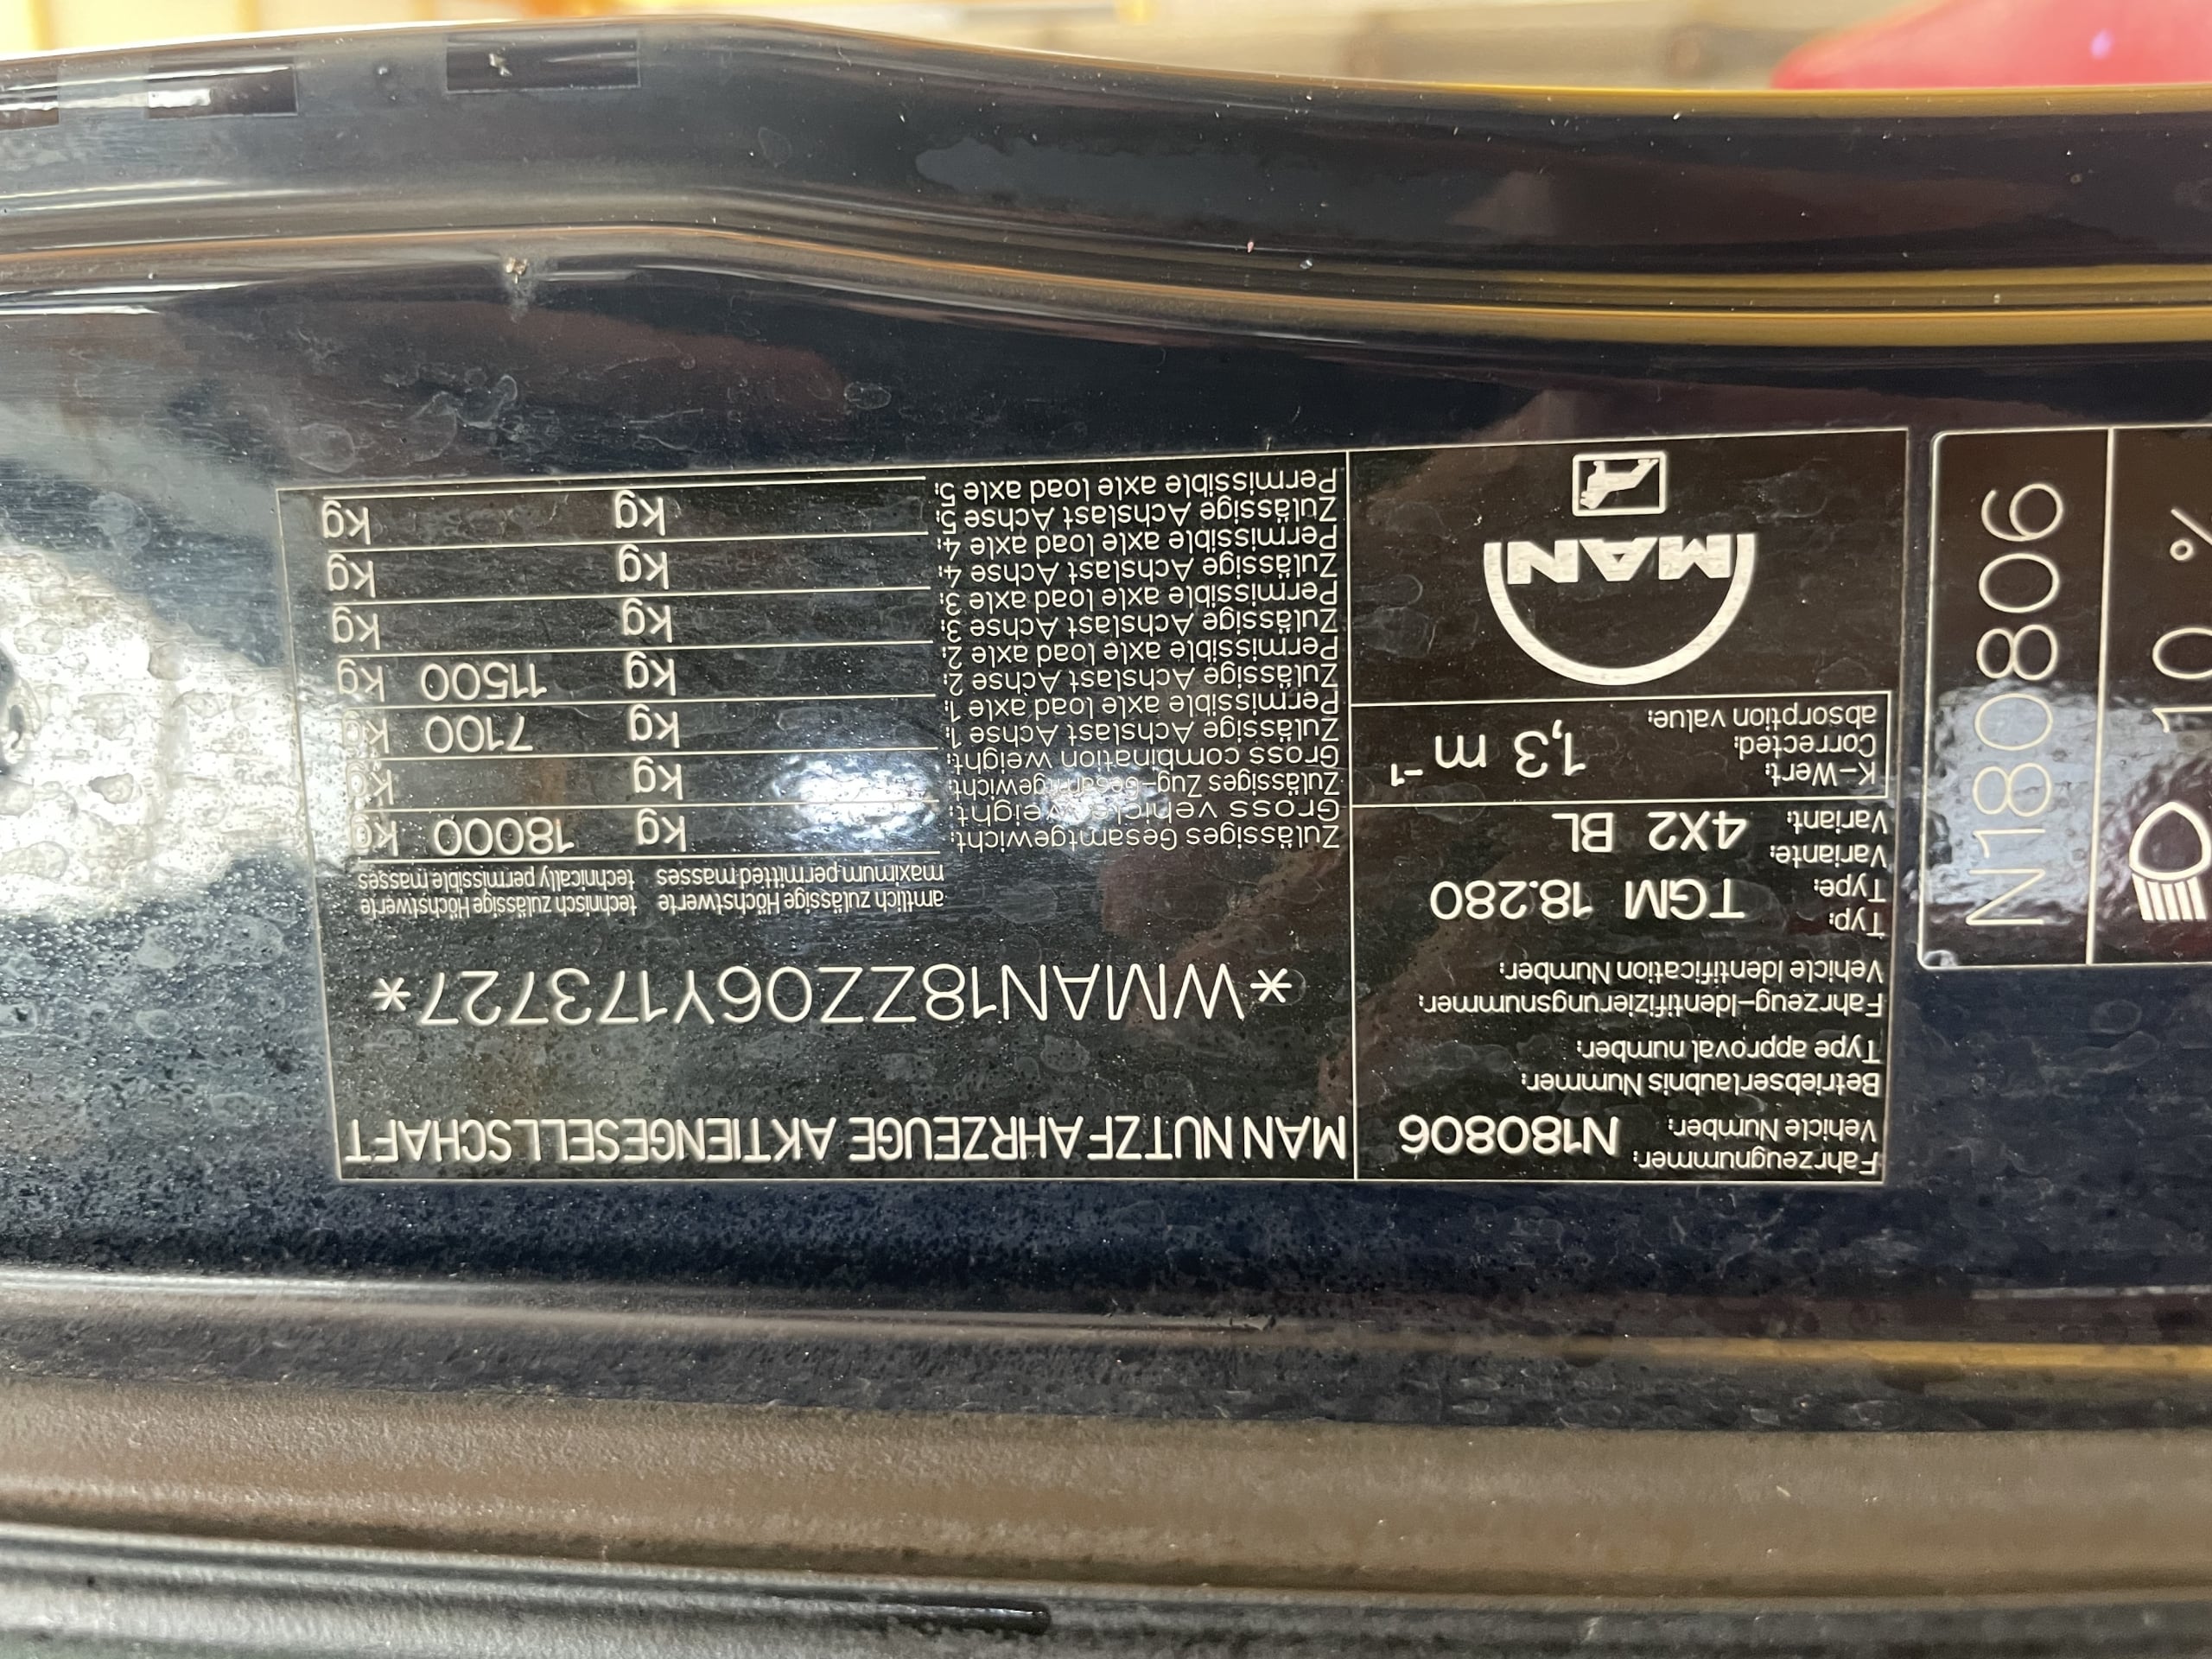 Fahrzeugnummer:
Vehicle Number: N180806
Betriebserlaubnis Nummer:
Type approval number:
Fahrzeug-Identifizierungsnummer:
Vehicle Identification Number:
Typ:
Type: TGM 18.280
Variante:
Variant: 4X2 BL
K-Wert:
Corrected: 1,3 m⁻¹
absorption value:
MAN
MAN NUTZFAHRZEUGE AKTIENGESELLSCHAFT
*WMAN18ZZ06Y173727*
amtlich zulässige Höchstwerte technisch zulässige Höchstwerte
maximum permitted masses technically permissible masses
Zulässiges Gesamtgewicht: kg 18000 kg
Gross vehicle weight:
Zulässiges Zug-Gesamtgewicht: kg kg
Gross combination weight:
Zulässige Achslast Achse 1: kg 7100 kg
Permissible axle load axle 1:
Zulässige Achslast Achse 2: kg 11500 kg
Permissible axle load axle 2:
Zulässige Achslast Achse 3: kg kg
Permissible axle load axle 3:
Zulässige Achslast Achse 4: kg kg
Permissible axle load axle 4:
Zulässige Achslast Achse 5: kg kg
Permissible axle load axle 5:
N180806
10 %